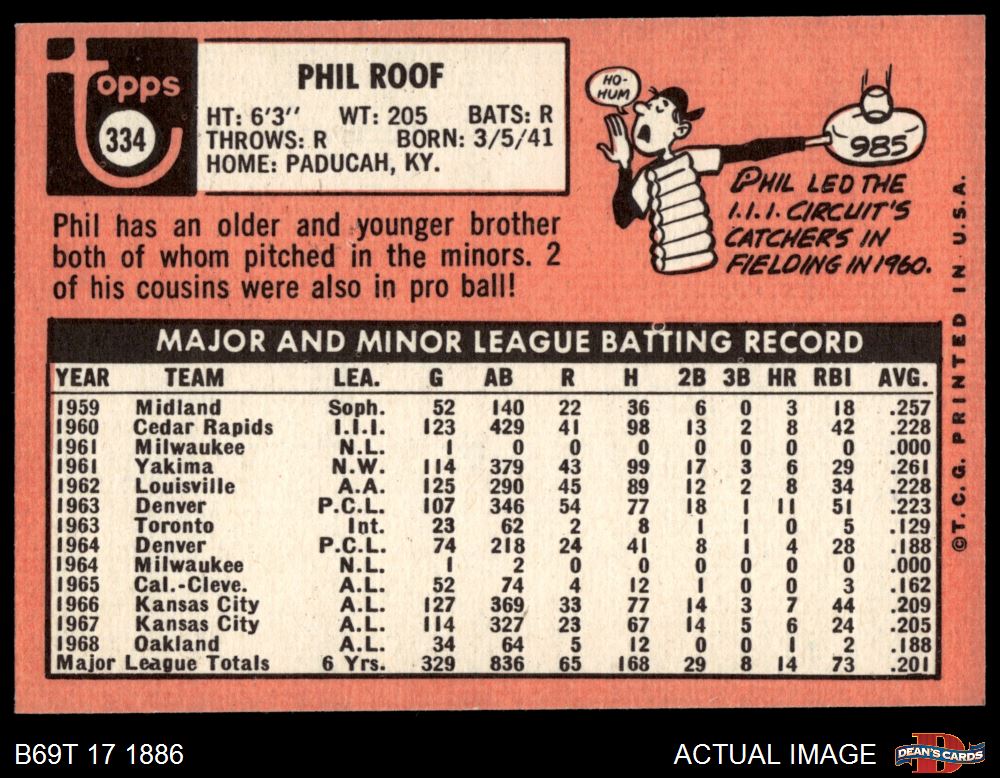 topps
334
PHIL ROOF
HT: 6'3" WT: 205 BATS: R
THROWS: R BORN: 3/5/41
HOME: PADUCAH, KY.
HO-
HUM
985
PHIL LED THE
I.I.I. CIRCUIT'S
CATCHERS IN
FIELDING IN 1960.
Phil has an older and younger brother
both of whom pitched in the minors. 2
of his cousins were also in pro ball!
MAJOR AND MINOR LEAGUE BATTING RECORD
YEAR TEAM LEA. G AB R H 2B 3B HR RBI AVG.
1959 Midland Soph. 52 140 22 36 6 0 3 18 .257
1960 Cedar Rapids I.I.I. 123 429 41 98 13 2 8 42 .228
1961 Milwaukee N.L. 1 0 0 0 0 0 0 0 .000
1961 Yakima N.W. 114 379 43 99 17 3 6 29 .261
1962 Louisville A.A. 125 290 45 89 12 2 8 34 .228
1963 Denver P.C.L. 107 346 54 77 18 1 11 51 .223
1963 Toronto Int. 23 62 2 8 1 1 0 5 .129
1964 Denver P.C.L. 74 218 24 41 8 1 4 28 .188
1964 Milwaukee N.L. 1 2 0 0 0 0 0 0 .000
1965 Cal.-Cleve. A.L. 52 74 4 12 1 0 0 3 .162
1966 Kansas City A.L. 127 369 33 77 14 3 7 44 .209
1967 Kansas City A.L. 114 327 23 67 14 5 6 24 .205
1968 Oakland A.L. 34 64 5 12 0 0 1 2 .188
Major League Totals 6 Yrs. 329 836 65 168 29 8 14 73 .201
©T.C.G. PRINTED IN U.S.A.
B69T 17 1886
ACTUAL IMAGE
DEAN'S CARDS